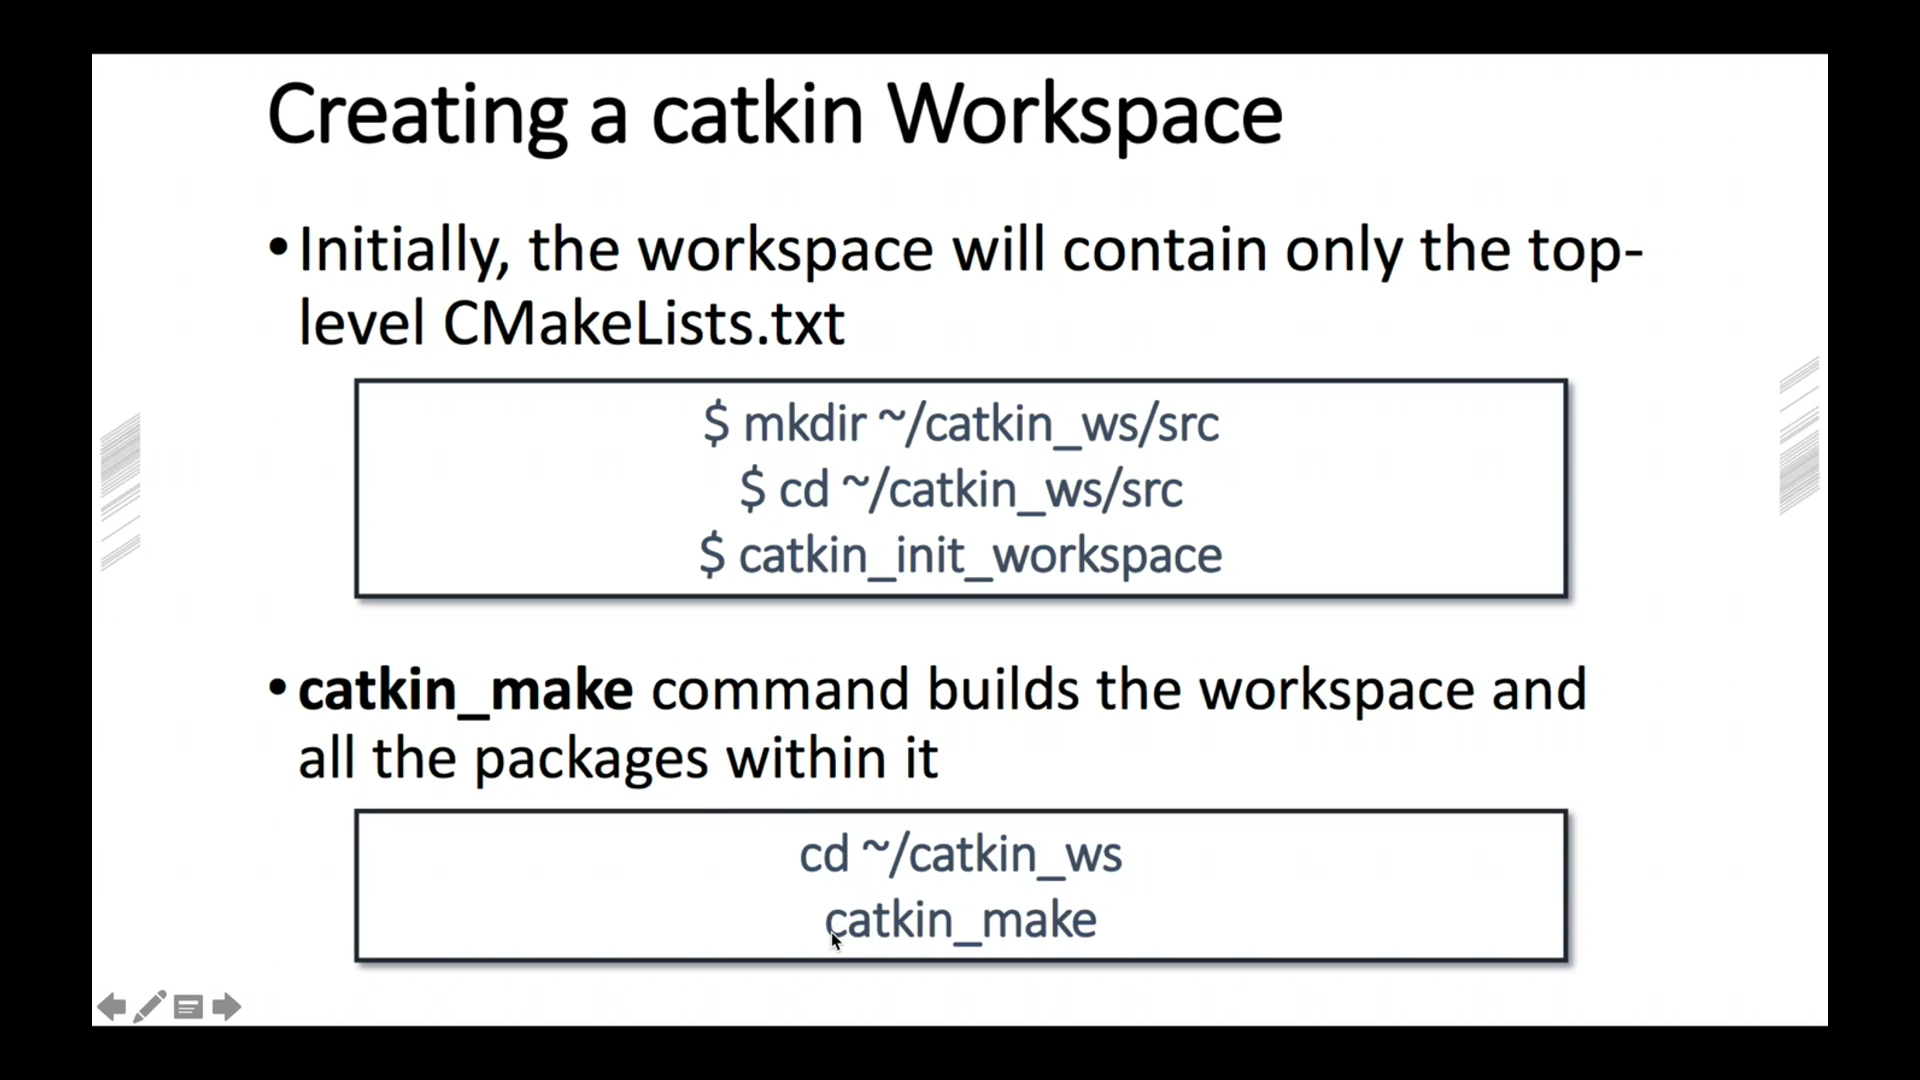 Creating a catkin Workspace
•Initially, the workspace will contain only the top-
level CMakeLists.txt
$ mkdir ~/catkin_ws/src
$ cd ~/catkin_ws/src
$ catkin_init_workspace
•catkin_make command builds the workspace and
all the packages within it
cd ~/catkin_ws
catkin_make